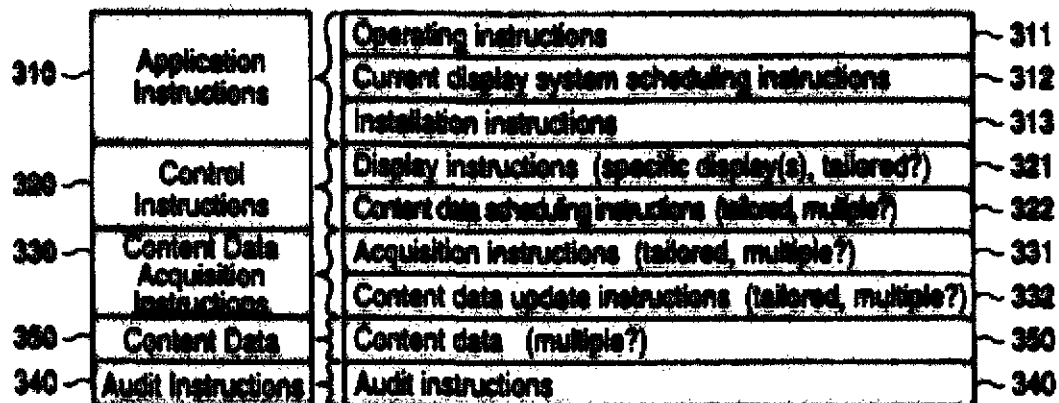 310 Application Instructions
Operating instructions 311
Current display system scheduling instructions 312
Installation instructions 313
320 Control Instructions
Display instructions (specific display(s), tailored?) 321
Content data scheduling instructions (tailored, multiple?) 322
330 Content Data Acquisition Instructions
Acquisition instructions (tailored, multiple?) 331
Content data update instructions (tailored, multiple?) 332
350 Content Data
Content data (multiple?) 350
340 Audit Instructions
Audit instructions 340